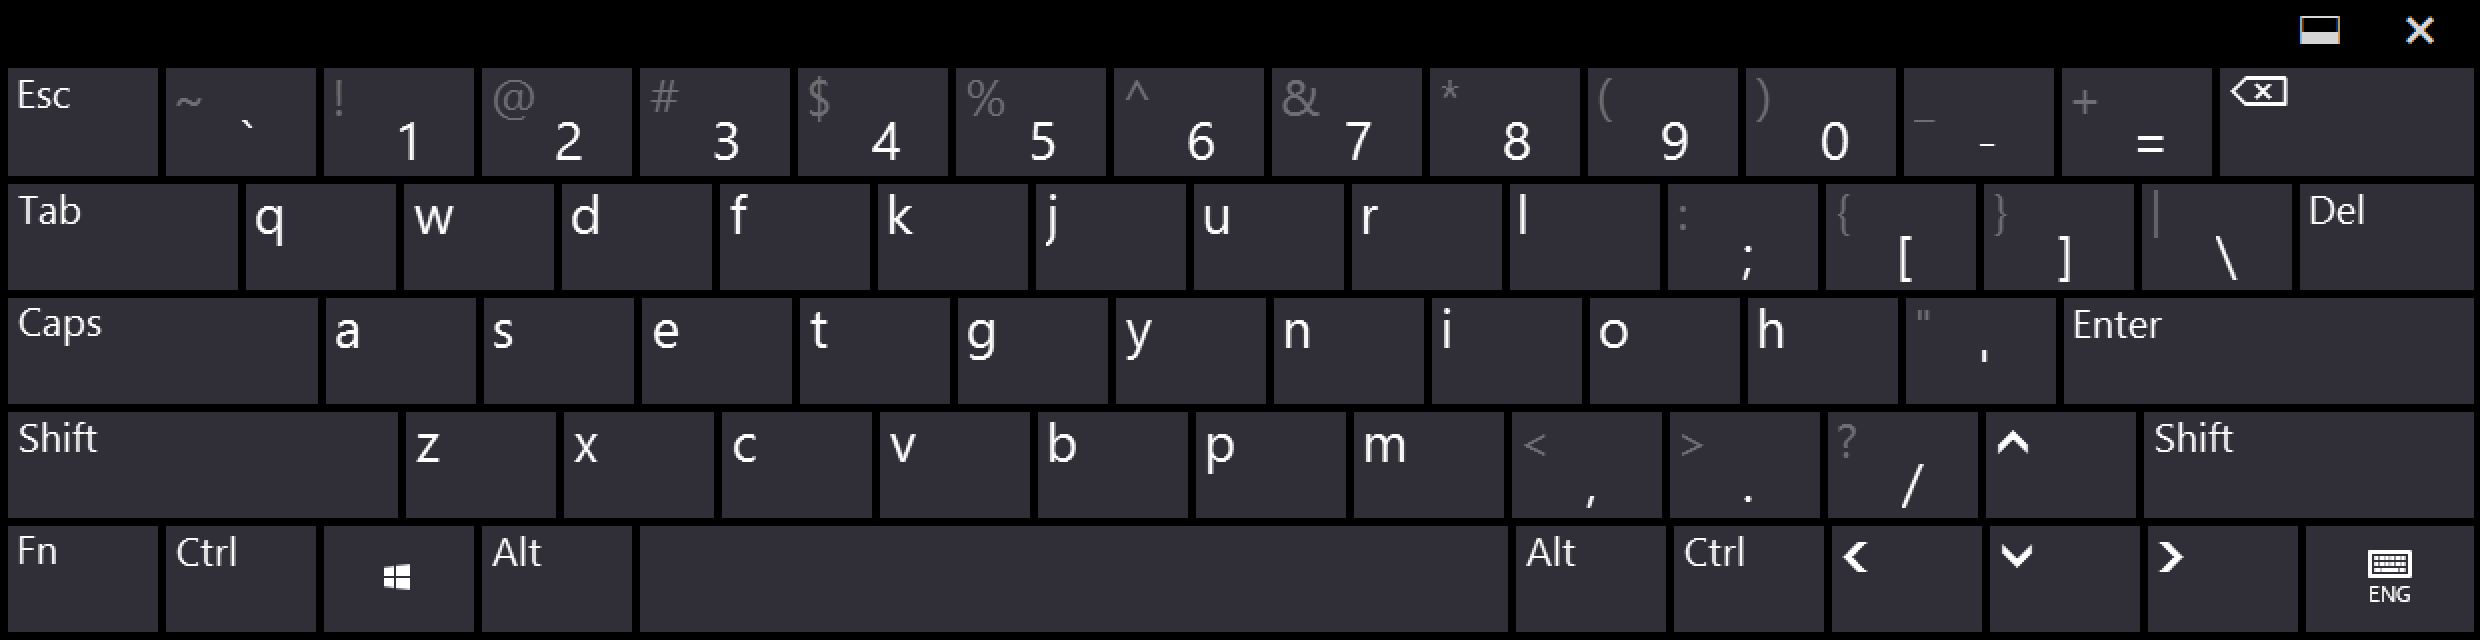 Esc ~ ` ! 1 @ 2 # 3 $ 4 % 5 ^ 6 & 7 * 8 ( 9 ) 0 _ - + =
Tab q w d f k j u r l : ; { [ } ] | \ Del
Caps a s e t g y n i o h " ' Enter
Shift z x c v b p m < , > . ? / Shift
Fn Ctrl Alt Alt Ctrl ENG